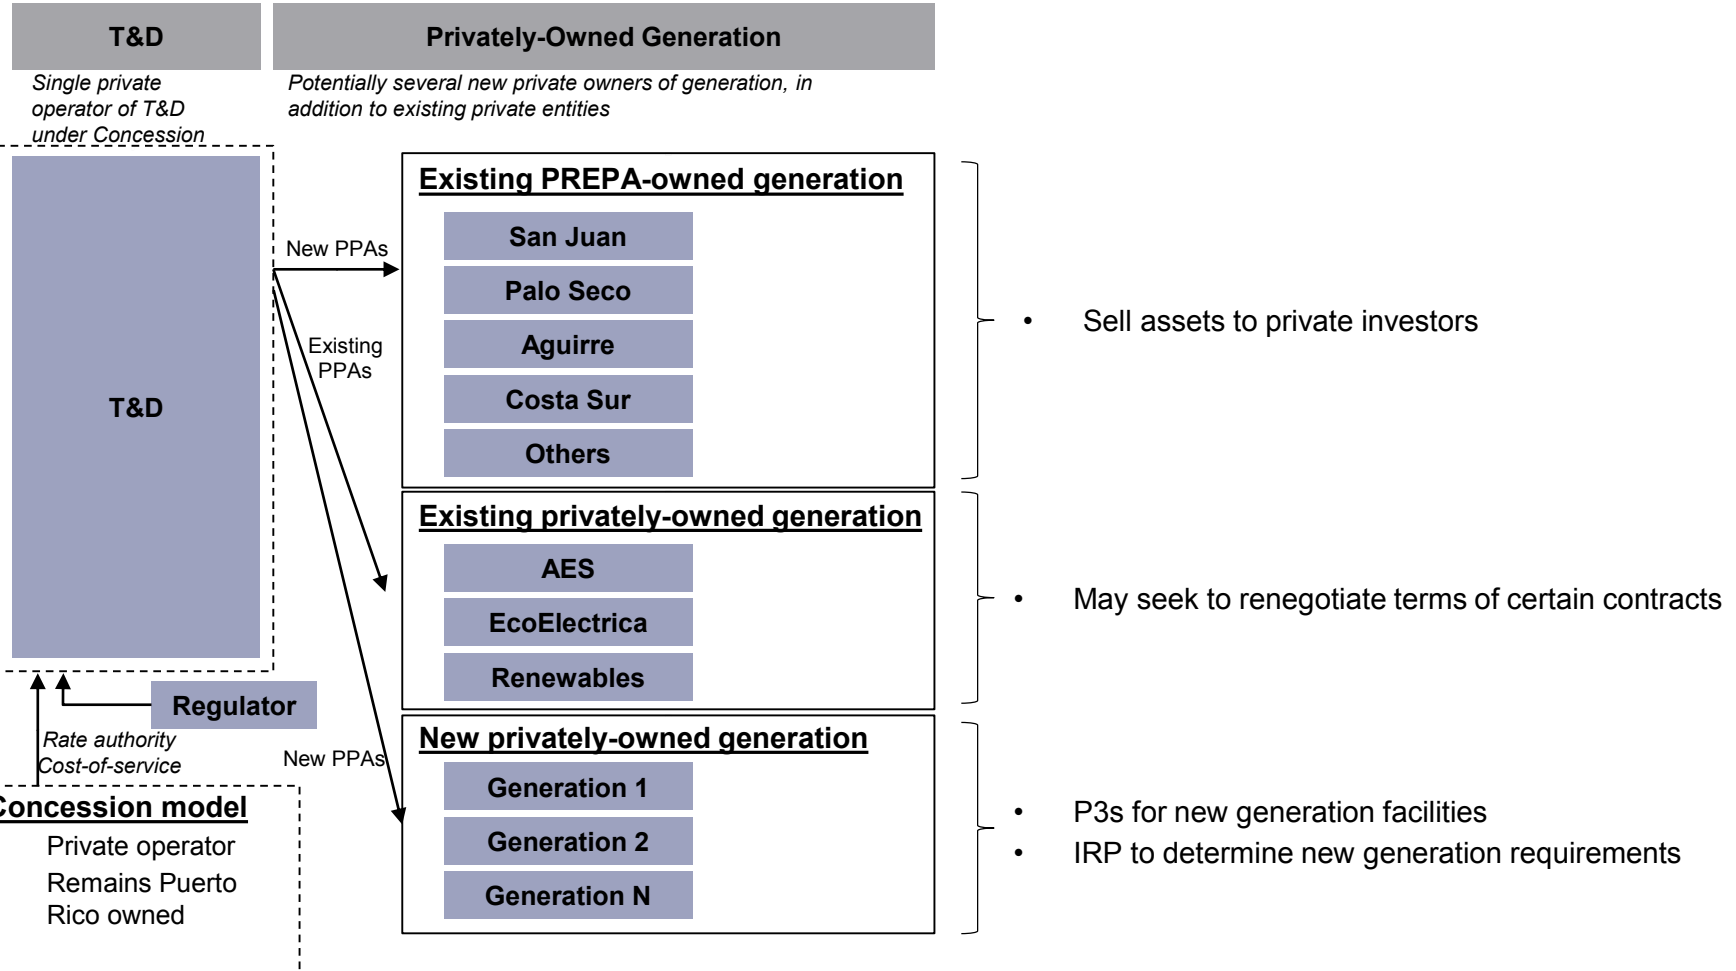 T&D
Privately-Owned Generation
Single private
operator of T&D
under Concession
Potentially several new private owners of generation, in
addition to existing private entities
T&D
New PPAs
Existing
PPAs
New PPAs
Existing PREPA-owned generation
San Juan
Palo Seco
Aguirre
Costa Sur
Others
• Sell assets to private investors
Existing privately-owned generation
AES
EcoElectrica
Renewables
• May seek to renegotiate terms of certain contracts
New privately-owned generation
Generation 1
Generation 2
Generation N
• P3s for new generation facilities
• IRP to determine new generation requirements
Regulator
Rate authority
Cost-of-service
Concession model
Private operator
Remains Puerto
Rico owned